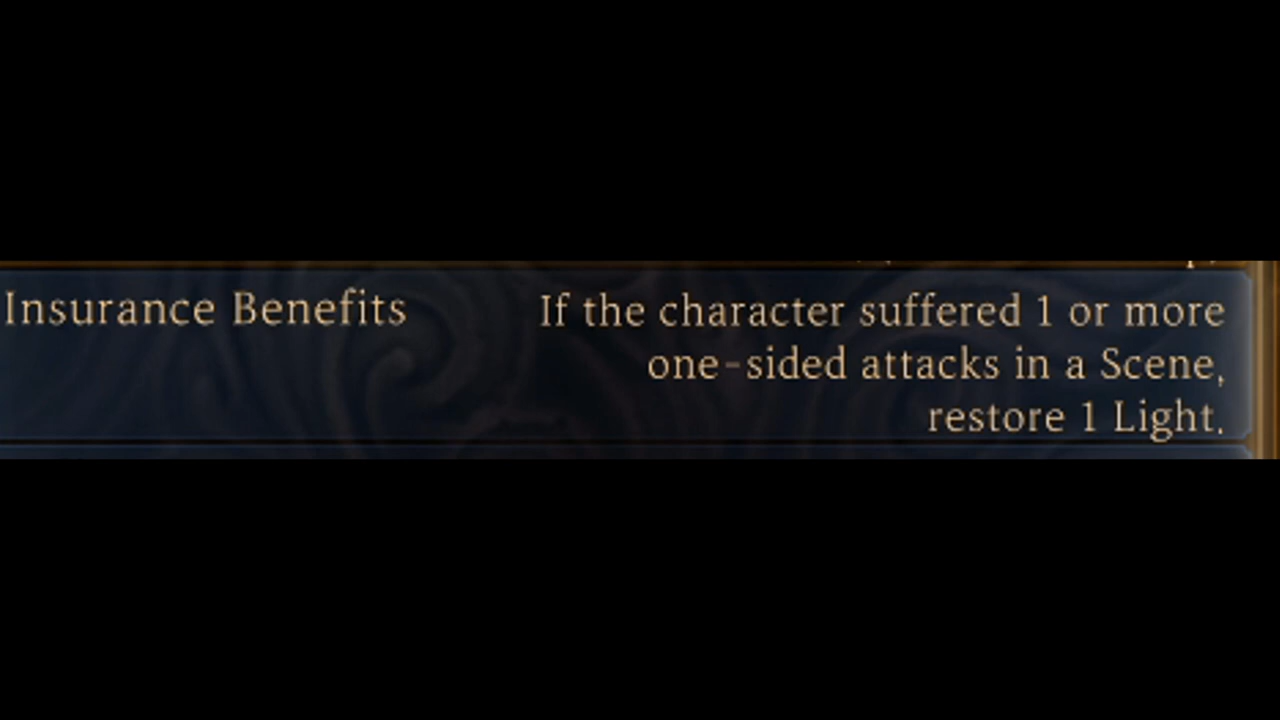 Insurance Benefits
If the character suffered 1 or more
one-sided attacks in a Scene,
restore 1 Light.